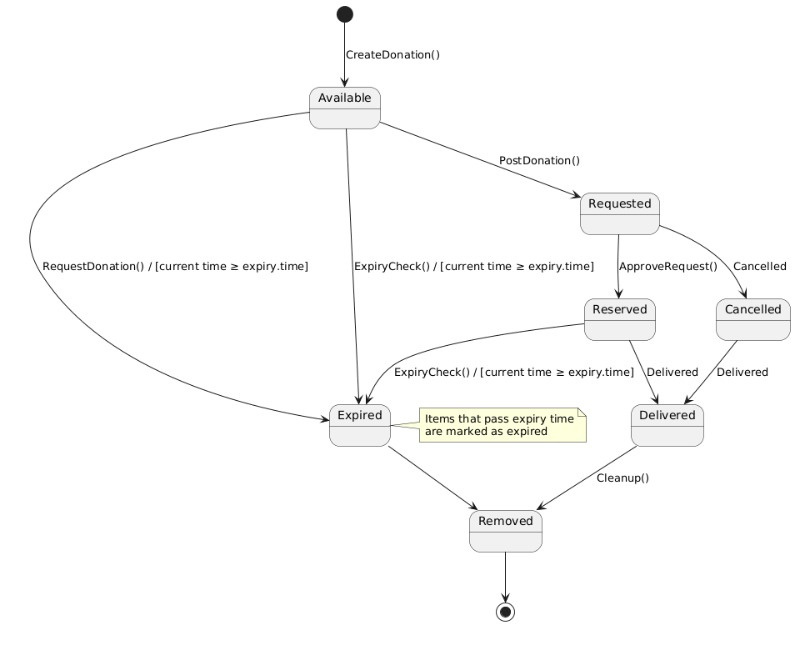 CreateDonation()
Available
PostDonation()
Requested
RequestDonation() / [current time ≥ expiry.time]
ExpiryCheck() / [current time ≥ expiry.time]
ApproveRequest()
Cancelled
Reserved
Cancelled
ExpiryCheck() / [current time ≥ expiry.time]
Delivered
Delivered
Expired
Items that pass expiry time
are marked as expired
Delivered
Cleanup()
Removed